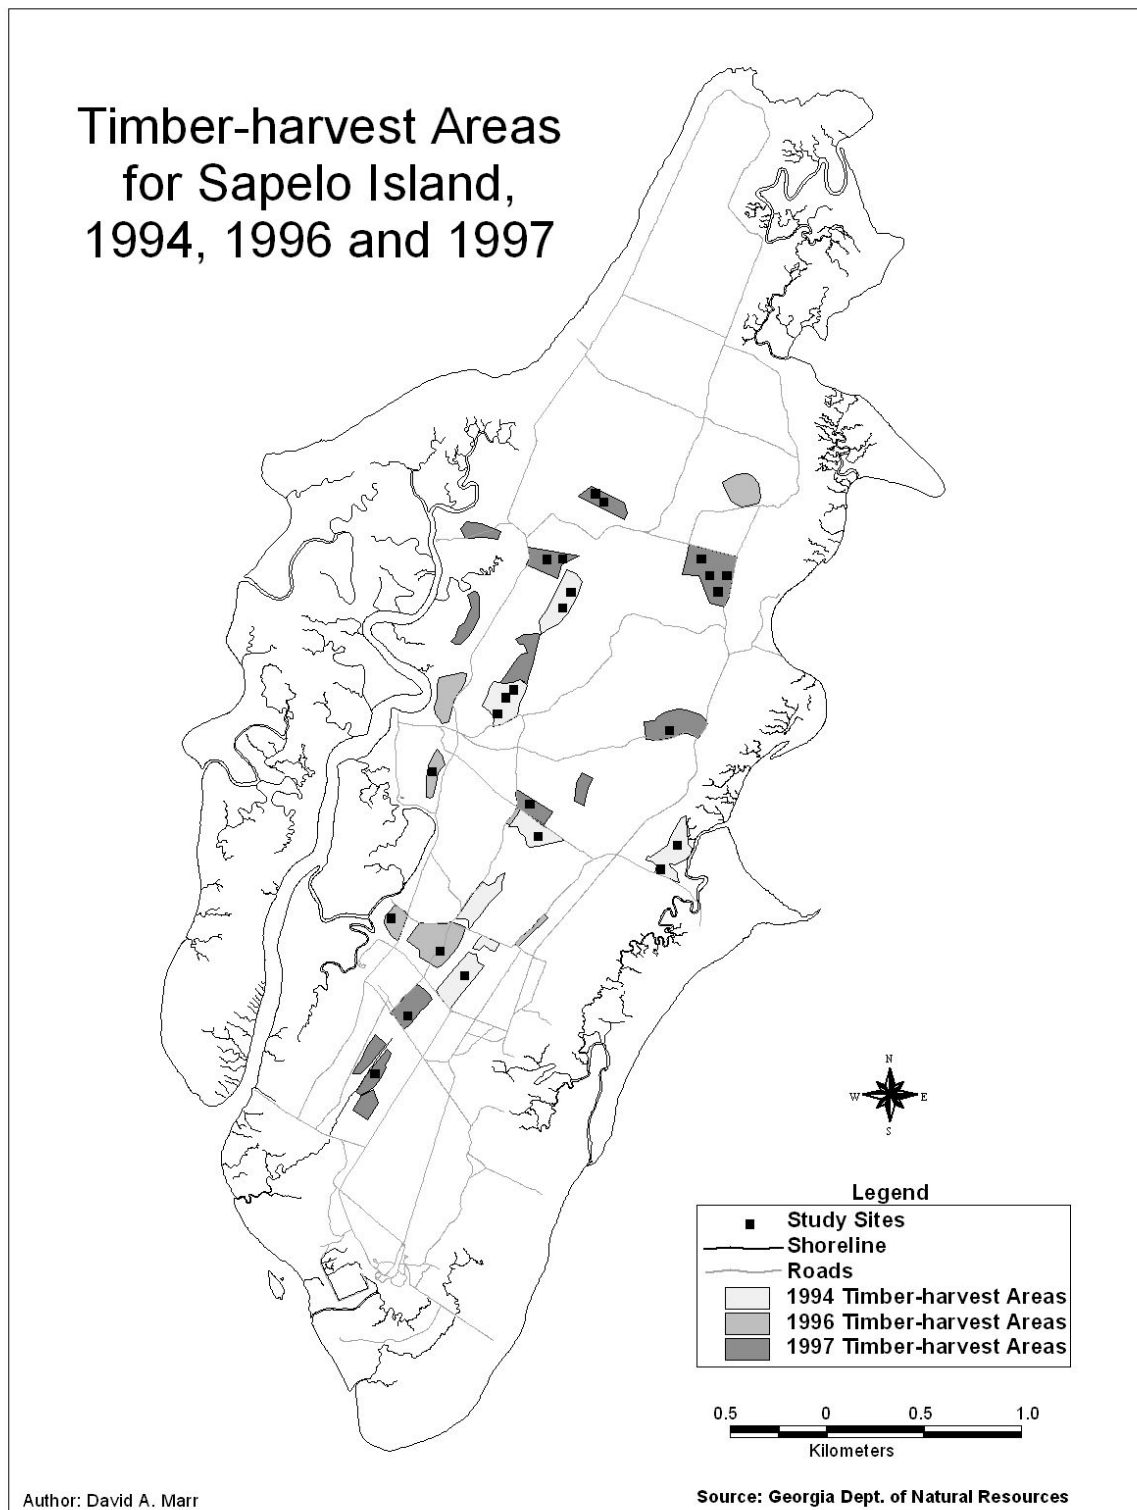 Timber-harvest Areas
for Sapelo Island,
1994, 1996 and 1997
N
W E
S
Legend
Study Sites
Shoreline
Roads
1994 Timber-harvest Areas
1996 Timber-harvest Areas
1997 Timber-harvest Areas
0.5 0 0.5 1.0
Kilometers
Author: David A. Marr
Source: Georgia Dept. of Natural Resources